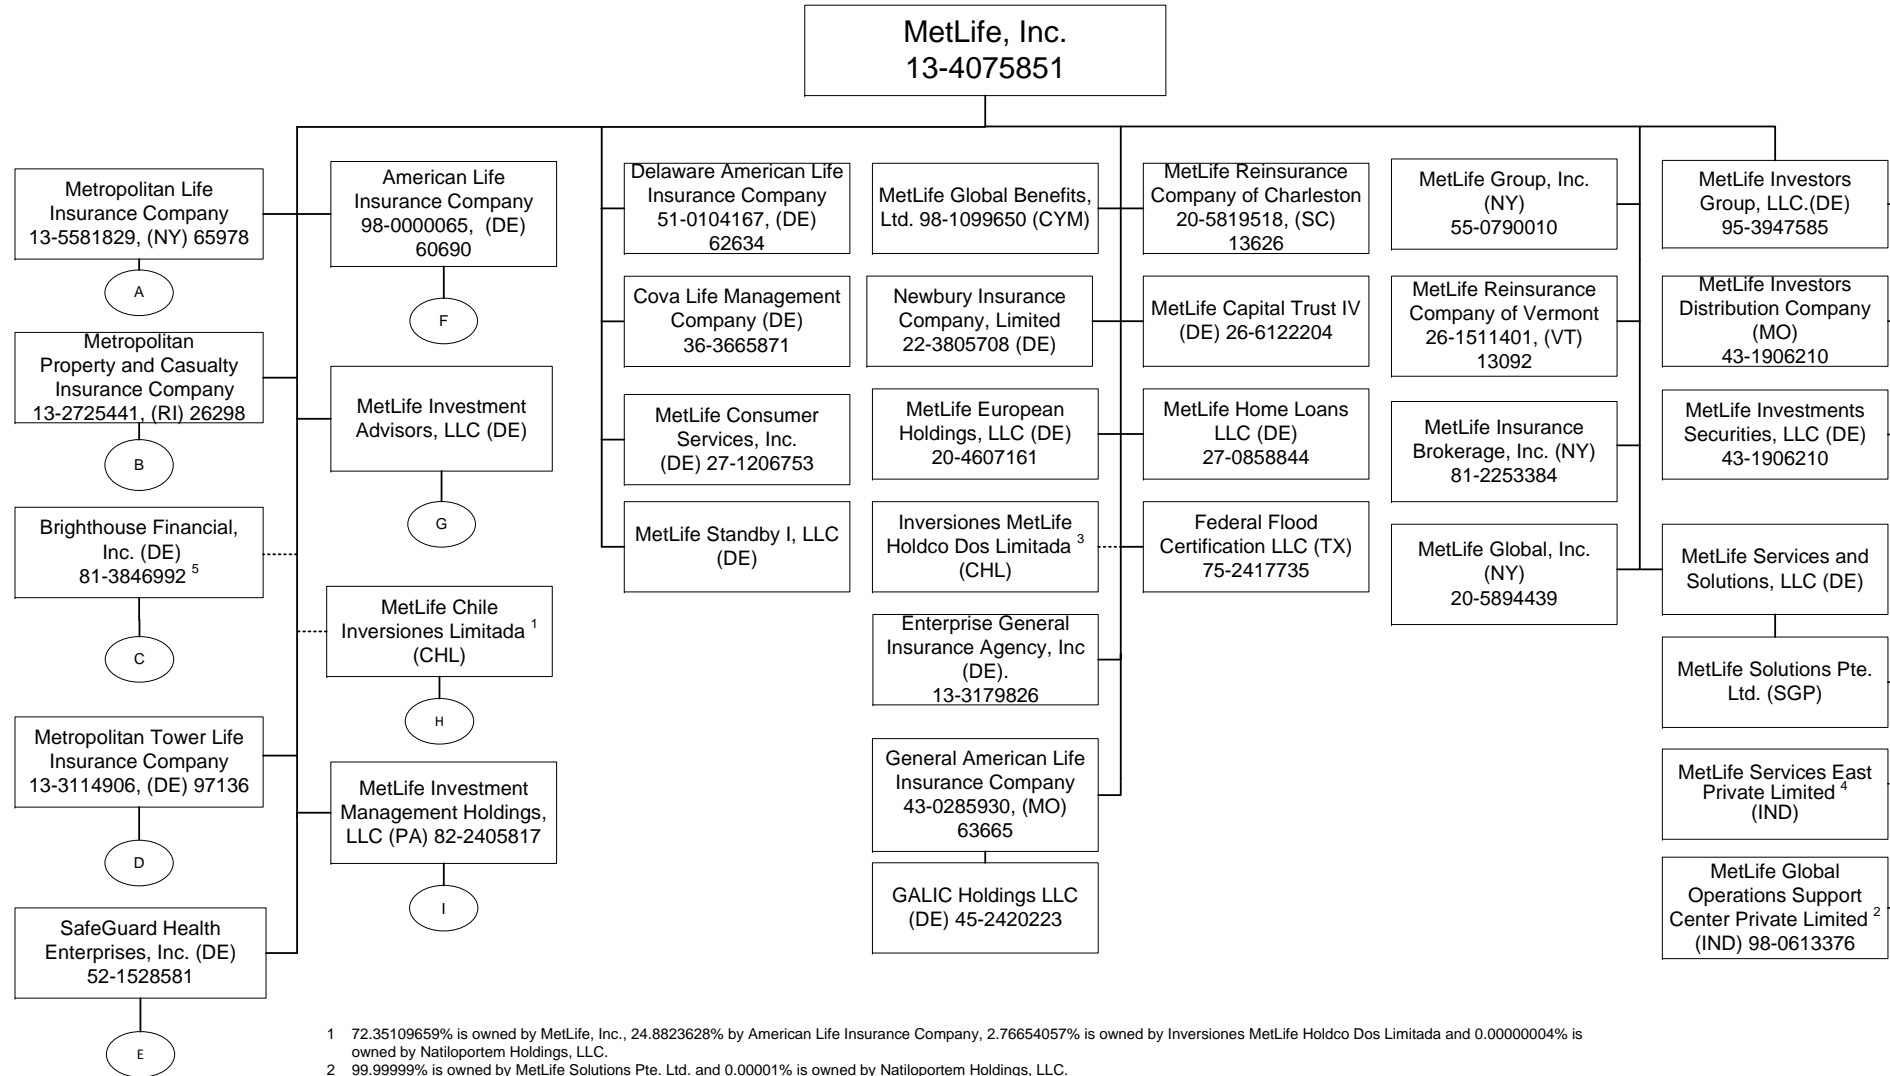 MetLife, Inc.
13-4075851
Metropolitan Life
Insurance Company
13-5581829, (NY) 65978
A
Metropolitan
Property and Casualty
Insurance Company
13-2725441, (RI) 26298
B
Brighthouse Financial,
Inc. (DE)
81-3846992 5
C
Metropolitan Tower Life
Insurance Company
13-3114906, (DE) 97136
D
SafeGuard Health
Enterprises, Inc. (DE)
52-1528581
E
American Life
Insurance Company
98-0000065, (DE)
60690
F
MetLife Investment
Advisors, LLC (DE)
G
MetLife Chile
Inversiones Limitada 1
(CHL)
H
MetLife Investment
Management Holdings,
LLC (PA) 82-2405817
I
Delaware American Life
Insurance Company
51-0104167, (DE)
62634
Cova Life Management
Company (DE)
36-3665871
MetLife Consumer
Services, Inc.
(DE) 27-1206753
MetLife Standby I, LLC
(DE)
MetLife Global Benefits,
Ltd. 98-1099650 (CYM)
Newbury Insurance
Company, Limited
22-3805708 (DE)
MetLife European
Holdings, LLC (DE)
20-4607161
Inversiones MetLife
Holdco Dos Limitada 3
(CHL)
Enterprise General
Insurance Agency, Inc
(DE).
13-3179826
General American Life
Insurance Company
43-0285930, (MO)
63665
GALIC Holdings LLC
(DE) 45-2420223
MetLife Reinsurance
Company of Charleston
20-5819518, (SC)
13626
MetLife Capital Trust IV
(DE) 26-6122204
MetLife Home Loans
LLC (DE)
27-0858844
Federal Flood
Certification LLC (TX)
75-2417735
MetLife Group, Inc.
(NY)
55-0790010
MetLife Reinsurance
Company of Vermont
26-1511401, (VT)
13092
MetLife Insurance
Brokerage, Inc. (NY)
81-2253384
MetLife Global, Inc.
(NY)
20-5894439
MetLife Investors
Group, LLC.(DE)
95-3947585
MetLife Investors
Distribution Company
(MO)
43-1906210
MetLife Investments
Securities, LLC (DE)
43-1906210
MetLife Services and
Solutions, LLC (DE)
MetLife Solutions Pte.
Ltd. (SGP)
MetLife Services East
Private Limited 4
(IND)
MetLife Global
Operations Support
Center Private Limited 2
(IND) 98-0613376
1 72.35109659% is owned by MetLife, Inc., 24.8823628% by American Life Insurance Company, 2.76654057% is owned by Inversiones MetLife Holdco Dos Limitada and 0.00000004% is
owned by Natiloportem Holdings, LLC.
2 99.99999% is owned by MetLife Solutions Pte. Ltd. and 0.00001% is owned by Natiloportem Holdings, LLC.